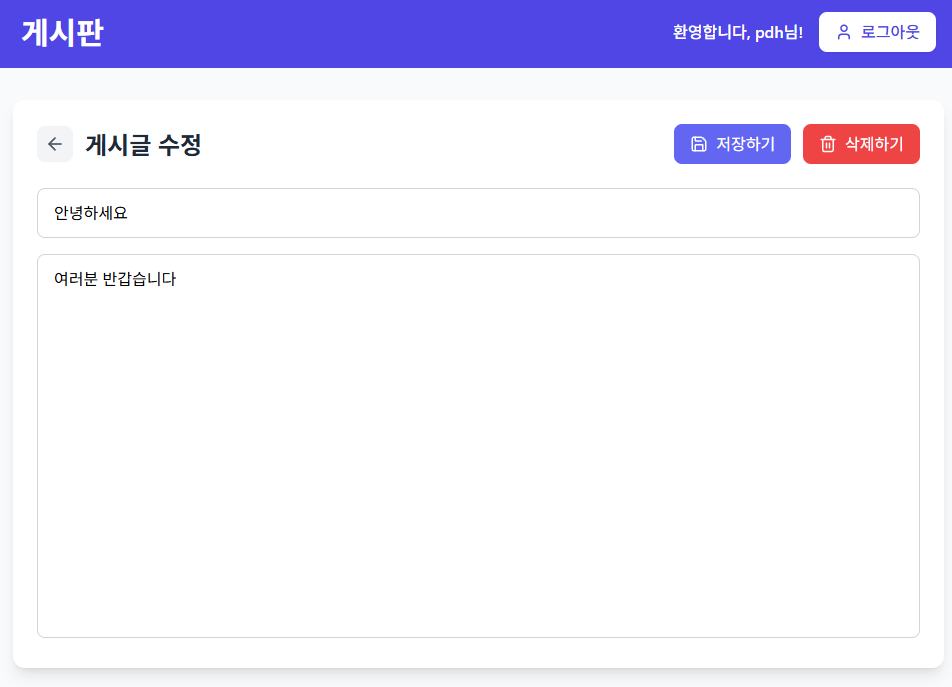 게시판
환영합니다, pdh님!
로그아웃
게시글 수정
저장하기
삭제하기
안녕하세요
여러분 반갑습니다